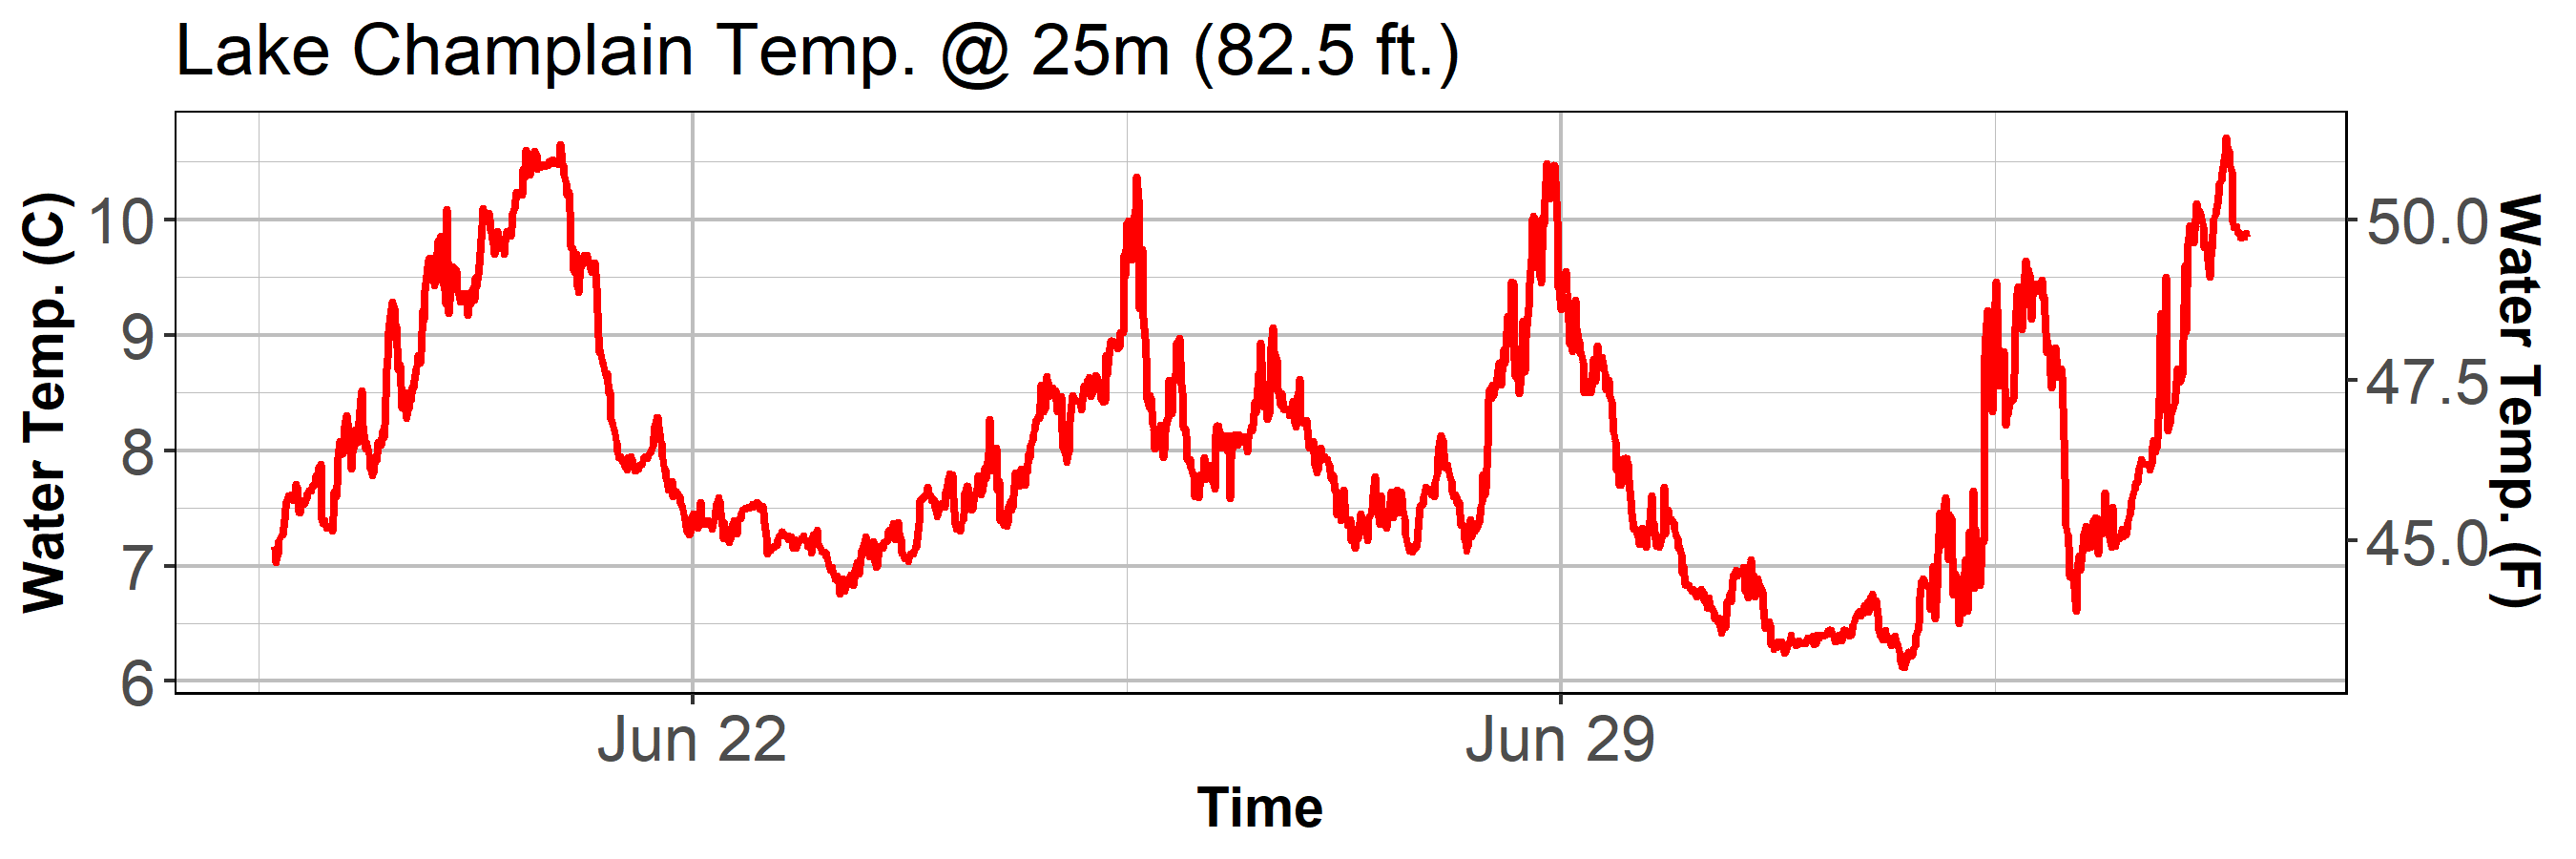 Lake Champlain Temp. @ 25m (82.5 ft.)
Water Temp. (C)
10
9
8
7
6
50.0
47.5
45.0
Water Temp. (F)
Jun 22
Jun 29
Time